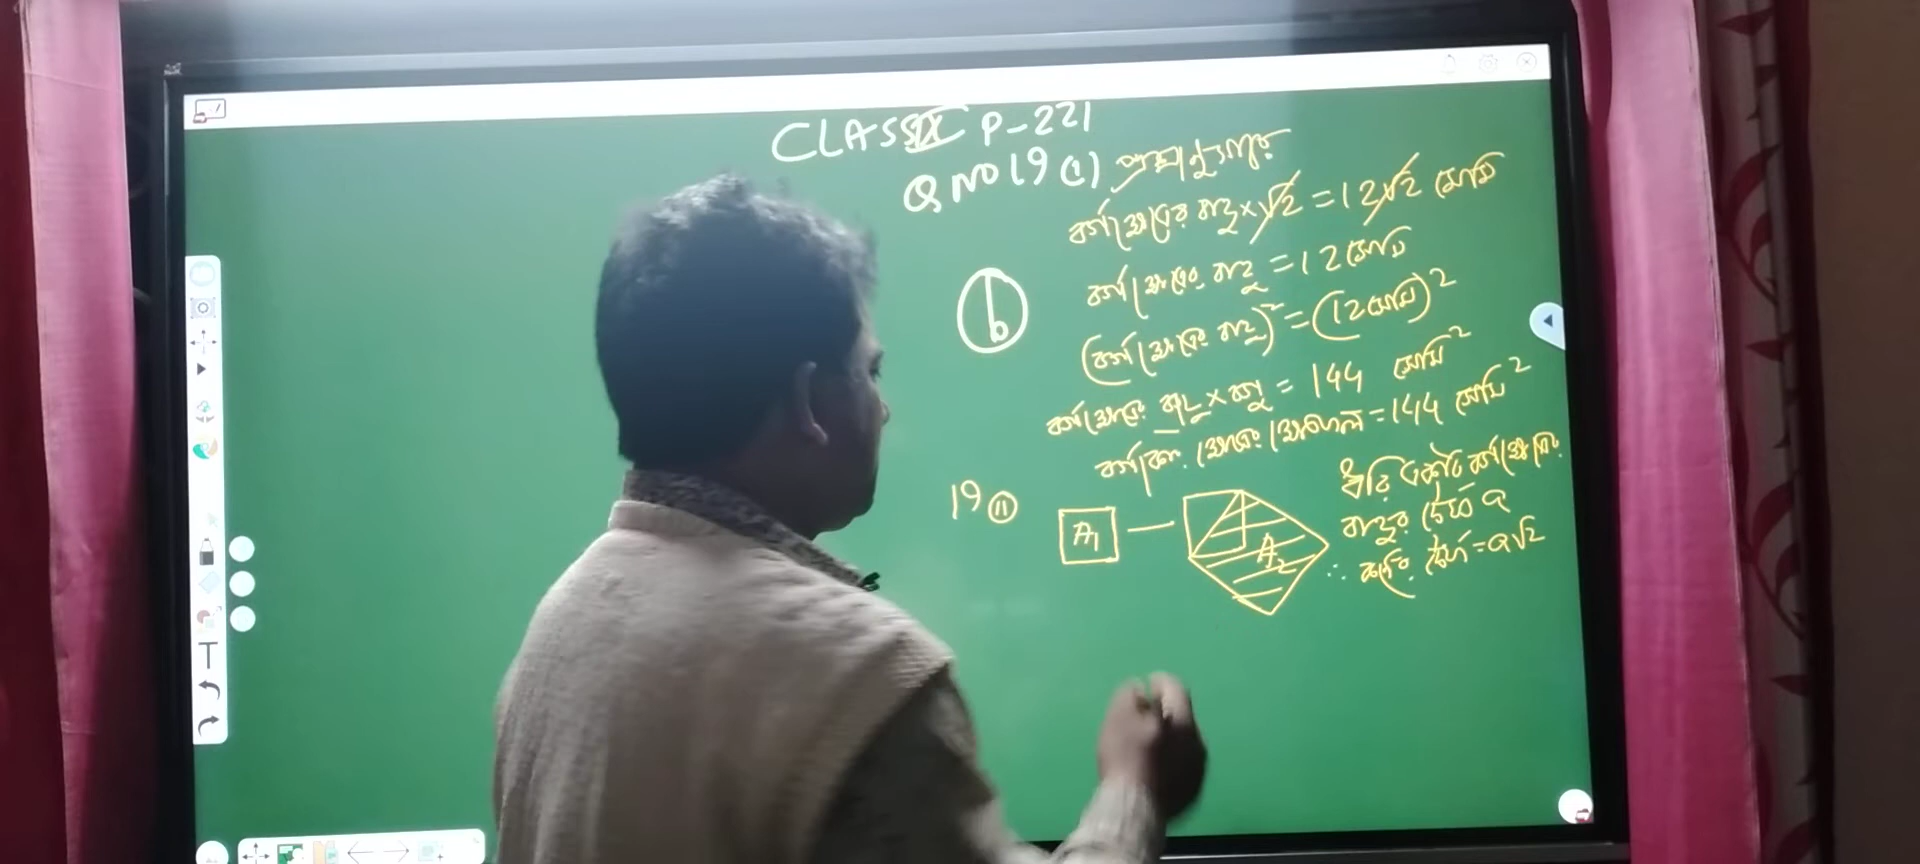 CLASS IX P-221
Q NO 19 (i) প্রশ্নানুসারে
বর্গক্ষেত্রের বাহু × √2 = 12√2 সেমি
b
বর্গক্ষেত্রের বাহু = 12 সেমি
(বর্গক্ষেত্রের বাহু)² = (12 সেমি)²
বর্গক্ষেত্রের বাহু × বাহু = 144 সেমি²
বর্গাকার ক্ষেত্রের ক্ষেত্রফল = 144 সেমি²
19 (ii)
A₁ — A₂
ধরি একটি বর্গক্ষেত্রের
বাহুর দৈর্ঘ্য a
∴ কর্ণের দৈর্ঘ্য = a√2
T